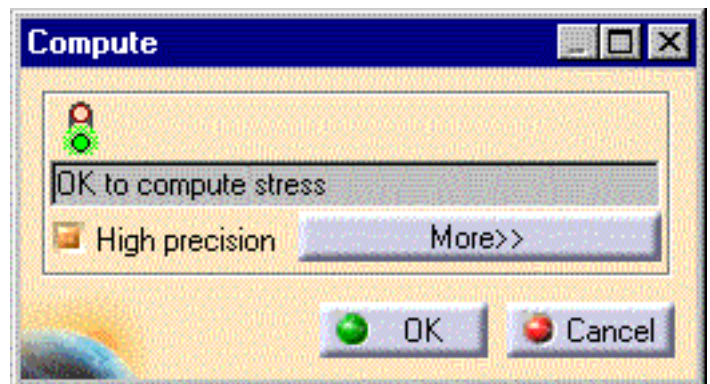 Compute
OK to compute stress
High precision More>>
OK Cancel